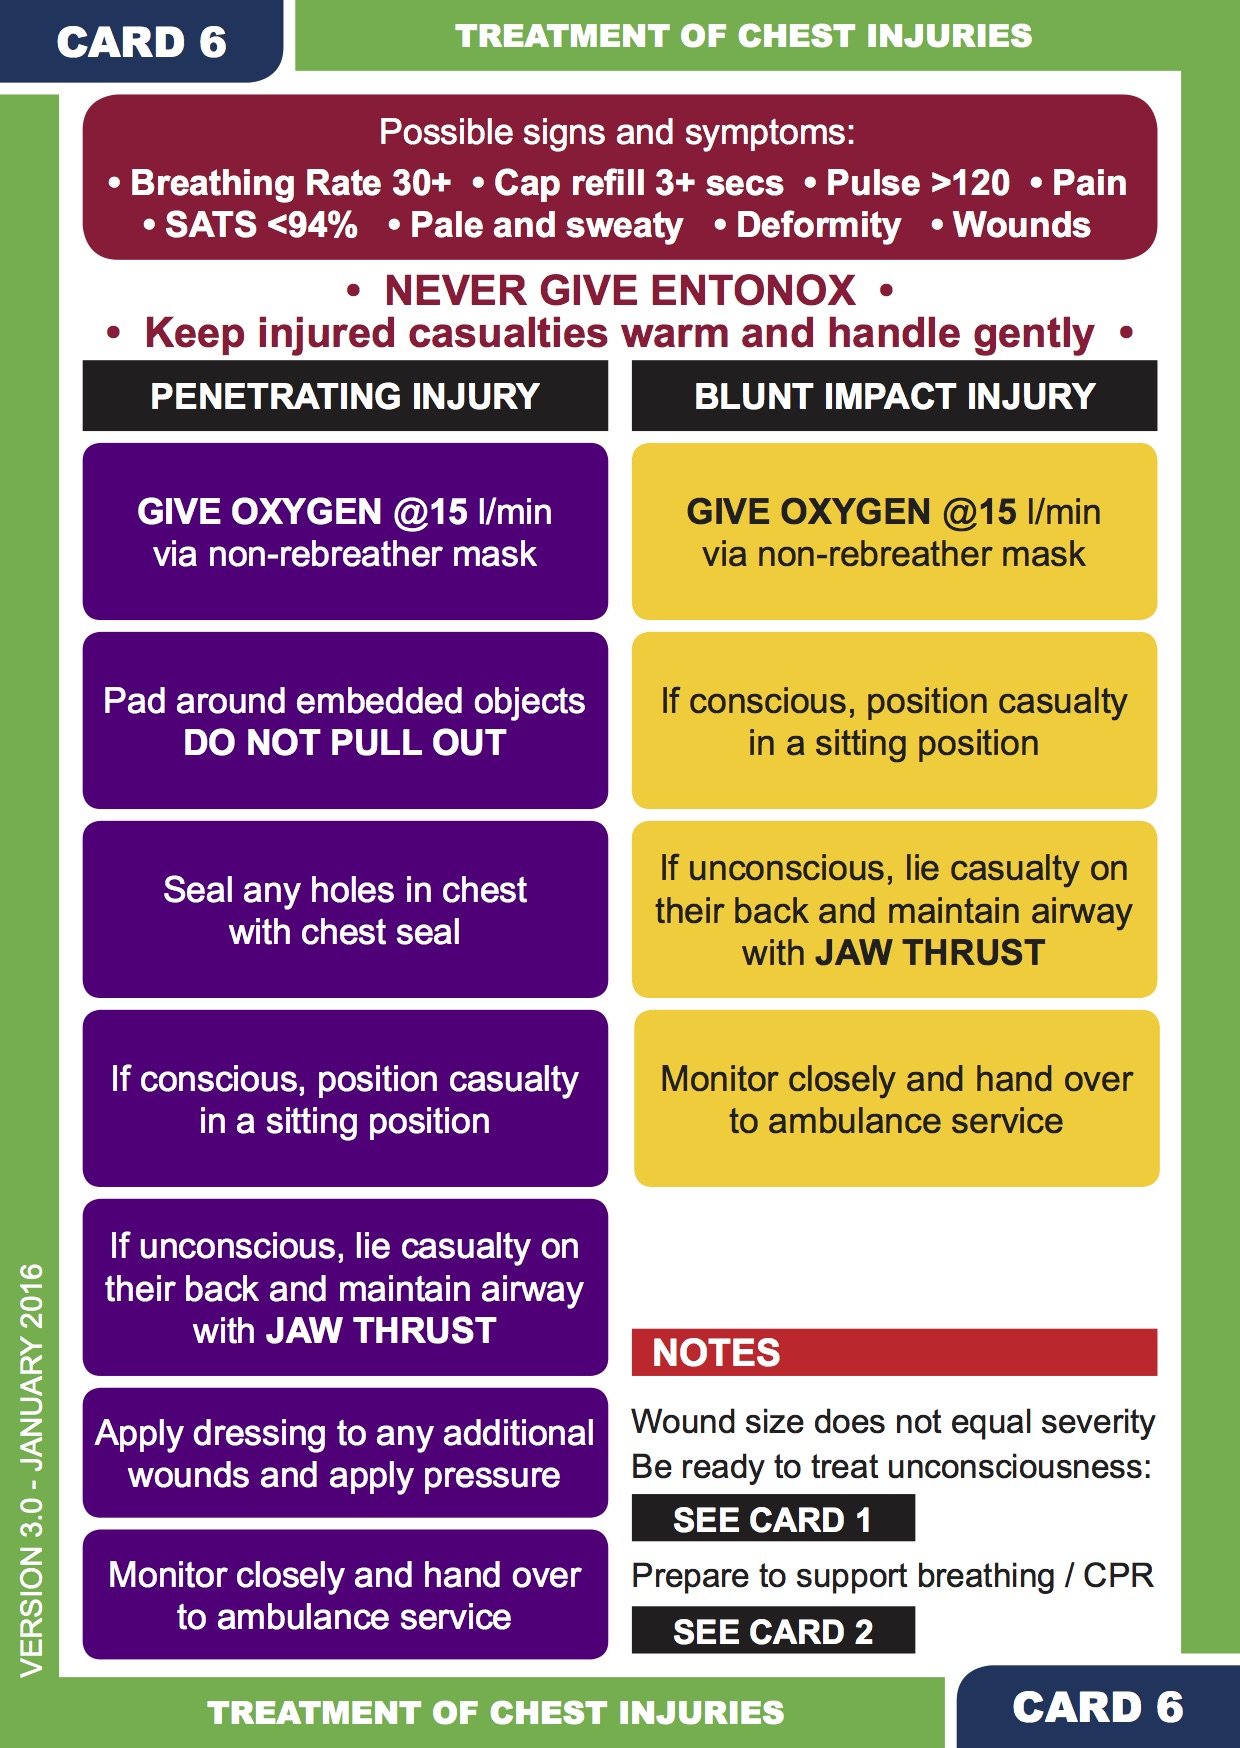 CARD 6
TREATMENT OF CHEST INJURIES
Possible signs and symptoms:
• Breathing Rate 30+ • Cap refill 3+ secs • Pulse >120 • Pain
• SATS <94% • Pale and sweaty • Deformity • Wounds
• NEVER GIVE ENTONOX •
• Keep injured casualties warm and handle gently •
PENETRATING INJURY
GIVE OXYGEN @15 l/min
via non-rebreather mask
Pad around embedded objects
DO NOT PULL OUT
Seal any holes in chest
with chest seal
If conscious, position casualty
in a sitting position
If unconscious, lie casualty on
their back and maintain airway
with JAW THRUST
Apply dressing to any additional
wounds and apply pressure
Monitor closely and hand over
to ambulance service
BLUNT IMPACT INJURY
GIVE OXYGEN @15 l/min
via non-rebreather mask
If conscious, position casualty
in a sitting position
If unconscious, lie casualty on
their back and maintain airway
with JAW THRUST
Monitor closely and hand over
to ambulance service
NOTES
Wound size does not equal severity
Be ready to treat unconsciousness:
SEE CARD 1
Prepare to support breathing / CPR
SEE CARD 2
VERSION 3.0 - JANUARY 2016
TREATMENT OF CHEST INJURIES
CARD 6